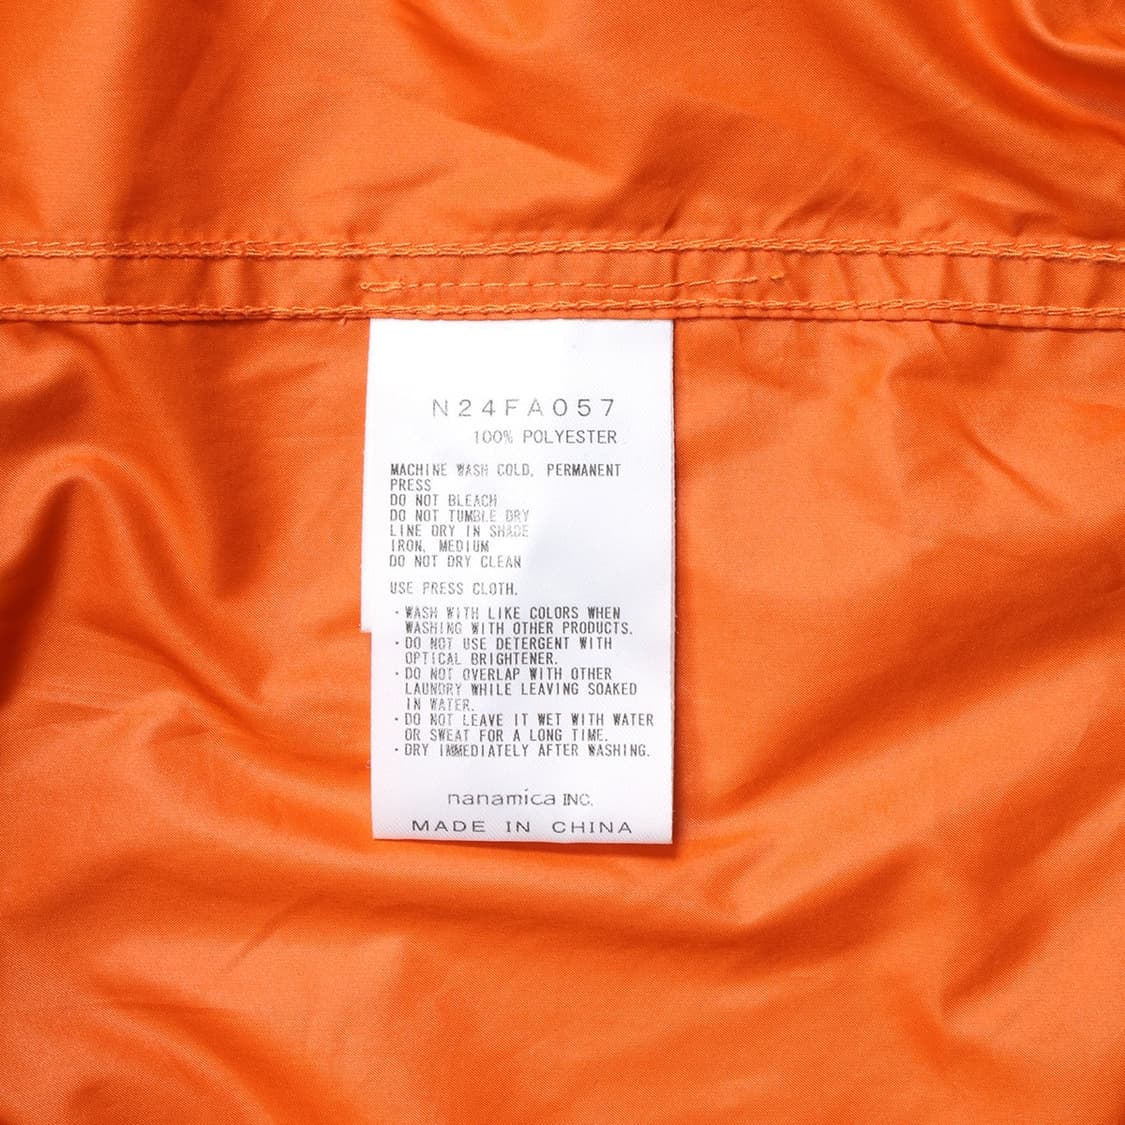 N24FA057
100% POLYESTER
MACHINE WASH COLD, PERMANENT
PRESS
DO NOT BLEACH
DO NOT TUMBLE DRY
LINE DRY IN SHADE
IRON, MEDIUM
DO NOT DRY CLEAN
USE PRESS CLOTH.
・WASH WITH LIKE COLORS WHEN
WASHING WITH OTHER PRODUCTS.
・DO NOT USE DETERGENT WITH
OPTICAL BRIGHTENER.
・DO NOT OVERLAP WITH OTHER
LAUNDRY WHILE LEAVING SOAKED
IN WATER.
・DO NOT LEAVE IT WET WITH WATER
OR SWEAT FOR A LONG TIME.
・DRY IMMEDIATELY AFTER WASHING.
nanamica INC.
MADE IN CHINA